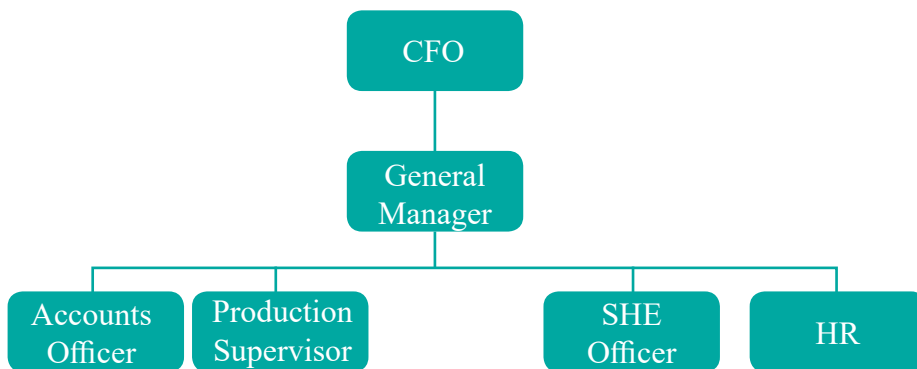 CFO
General
Manager
Accounts
Officer
Production
Supervisor
SHE
Officer
HR